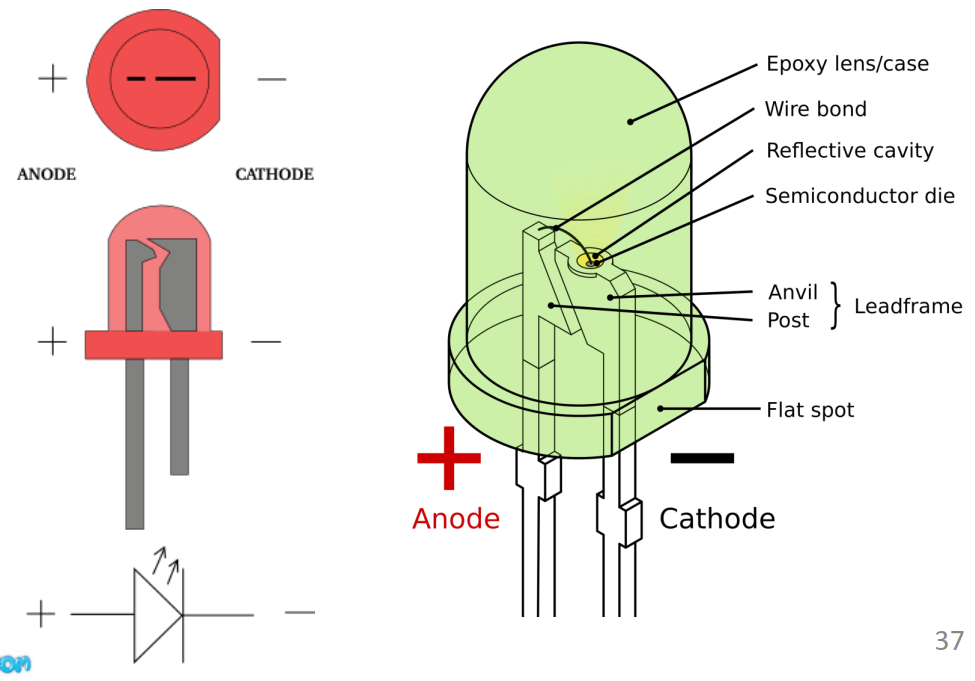 +
—
ANODE
CATHODE
+
—
+
—
Epoxy lens/case
Wire bond
Reflective cavity
Semiconductor die
Anvil
Post
} Leadframe
Flat spot
+
—
Anode
Cathode
37